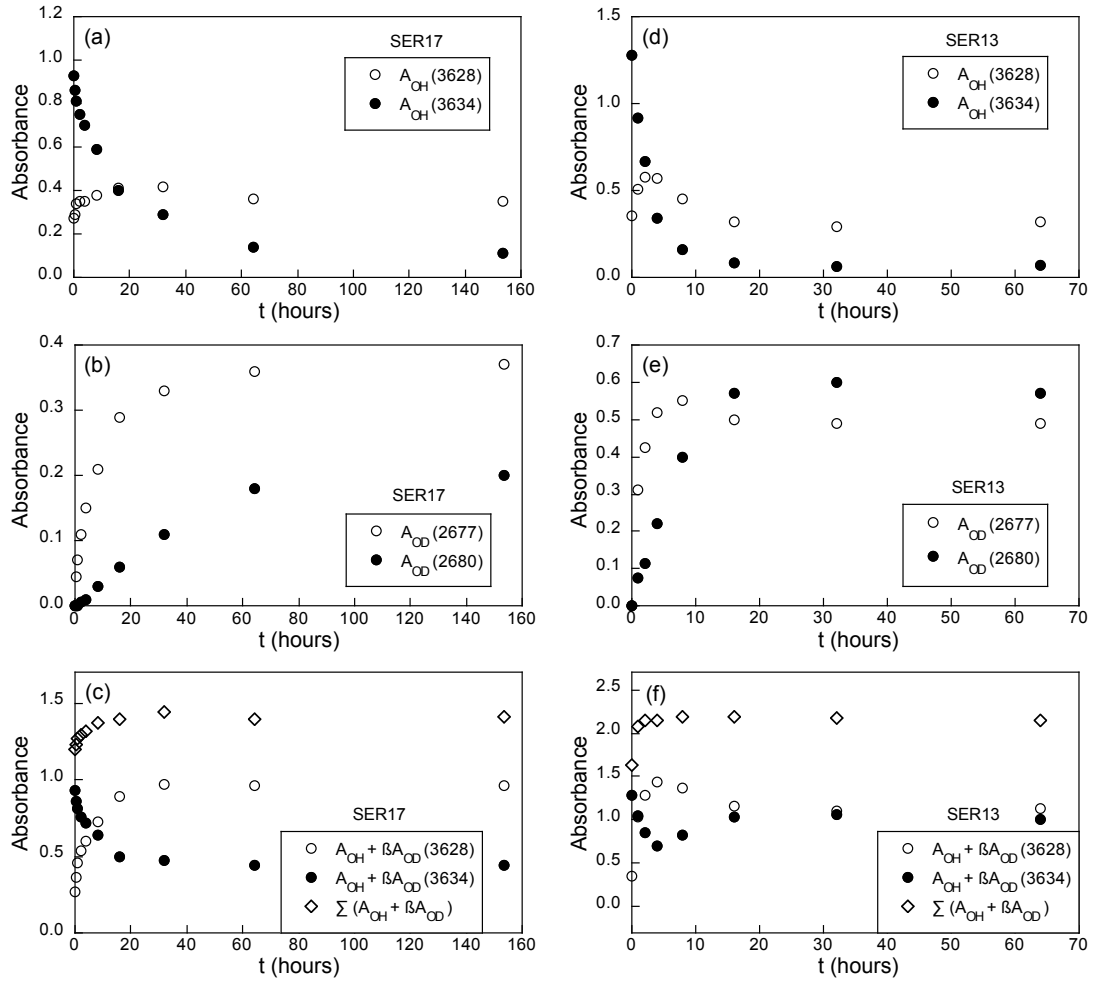 (a)
SER17
A_OH (3628)
A_OH (3634)
Absorbance
1.2
1.0
0.8
0.6
0.4
0.2
0.0
0 20 40 60 80 100 120 140 160
t (hours)
(d)
SER13
A_OH (3628)
A_OH (3634)
Absorbance
1.5
1.0
0.5
0.0
0 10 20 30 40 50 60 70
t (hours)
(b)
SER17
A_OD (2677)
A_OD (2680)
Absorbance
0.4
0.3
0.2
0.1
0.0
0 20 40 60 80 100 120 140 160
t (hours)
(e)
SER13
A_OD (2677)
A_OD (2680)
Absorbance
0.7
0.6
0.5
0.4
0.3
0.2
0.1
0.0
0 10 20 30 40 50 60 70
t (hours)
(c)
SER17
A_OH + ßA_OD (3628)
A_OH + ßA_OD (3634)
∑ (A_OH + ßA_OD)
Absorbance
1.5
1.0
0.5
0.0
0 20 40 60 80 100 120 140 160
t (hours)
(f)
SER13
A_OH + ßA_OD (3628)
A_OH + ßA_OD (3634)
∑ (A_OH + ßA_OD)
Absorbance
2.5
2.0
1.5
1.0
0.5
0.0
0 10 20 30 40 50 60 70
t (hours)